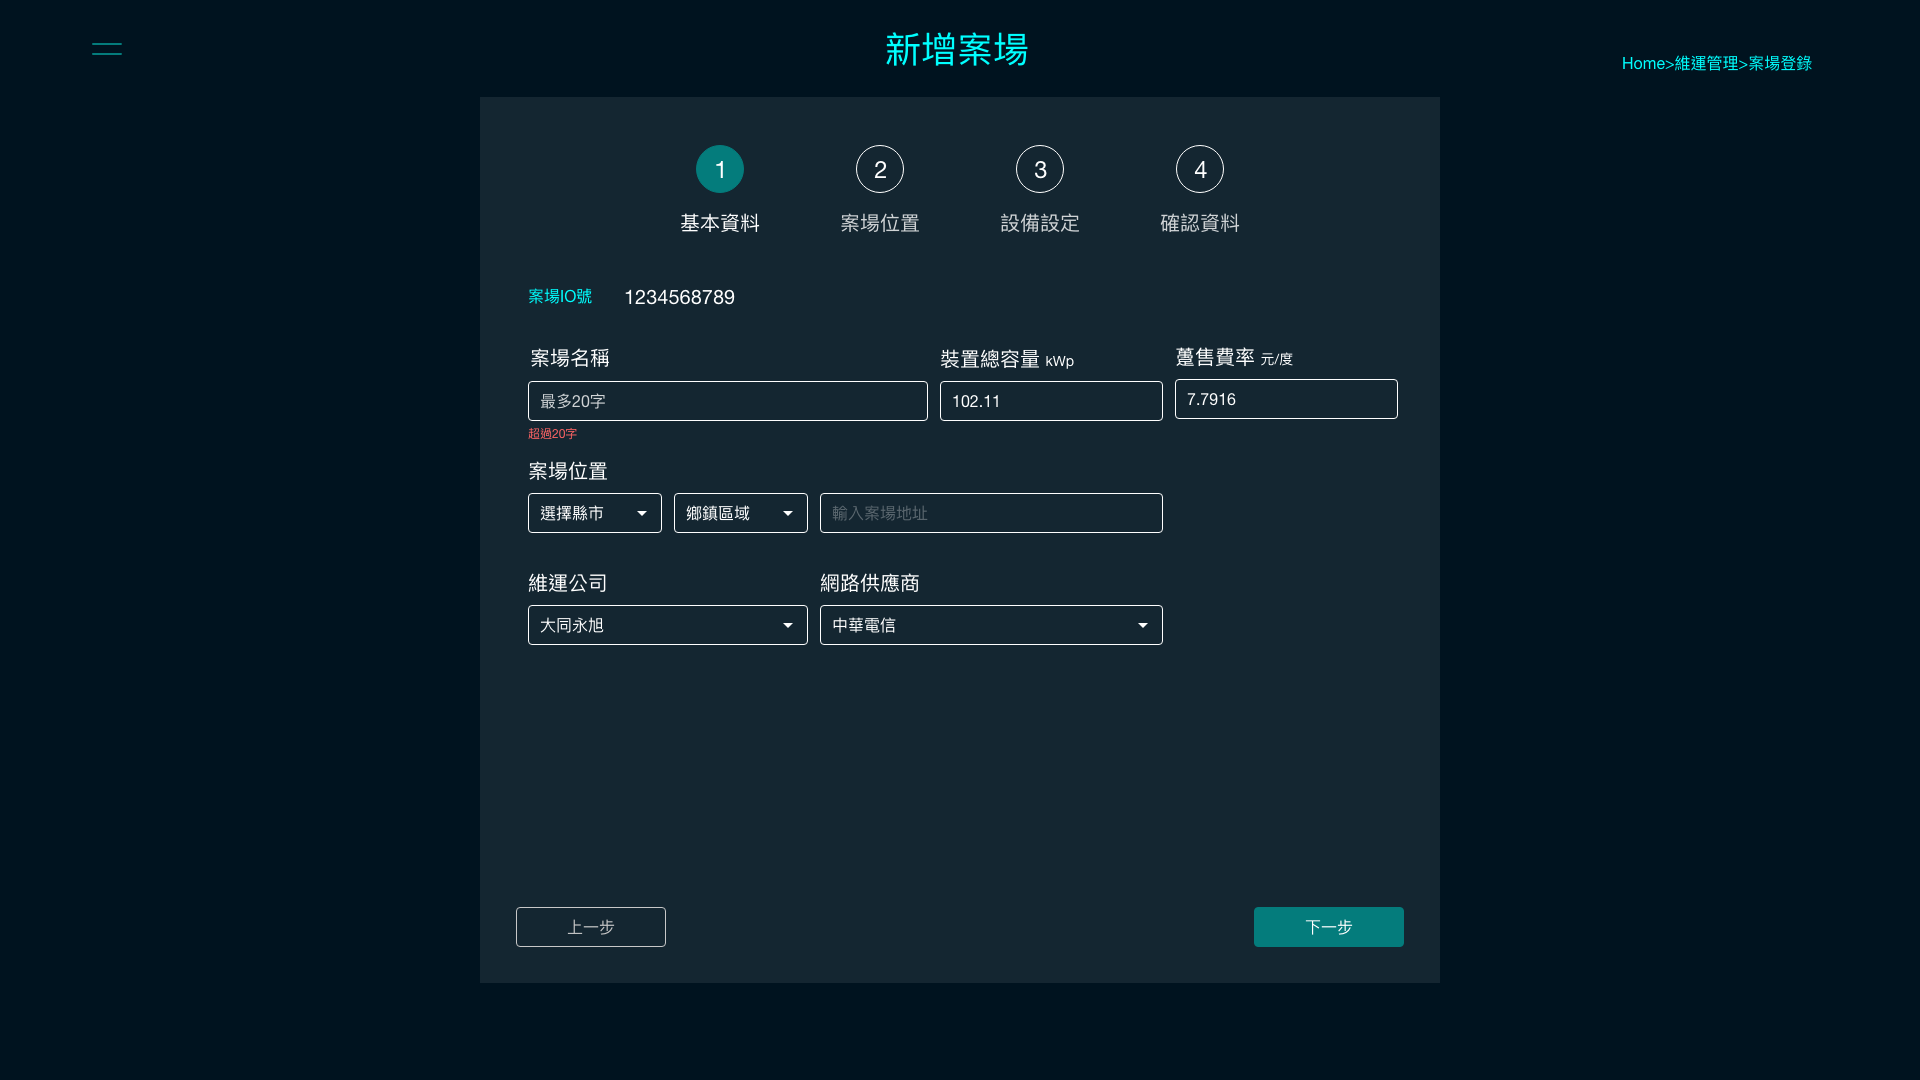 新增案場
Home>維運管理>案場登錄
1 2 3 4
基本資料 案場位置 設備設定 確認資料
案場IO號 1234568789
案場名稱 裝置總容量 kWp 躉售費率 元/度
最多20字 102.11 7.7916
超過20字
案場位置
選擇縣市 鄉鎮區域 輸入案場地址
維運公司 網路供應商
大同永旭 中華電信
上一步 下一步